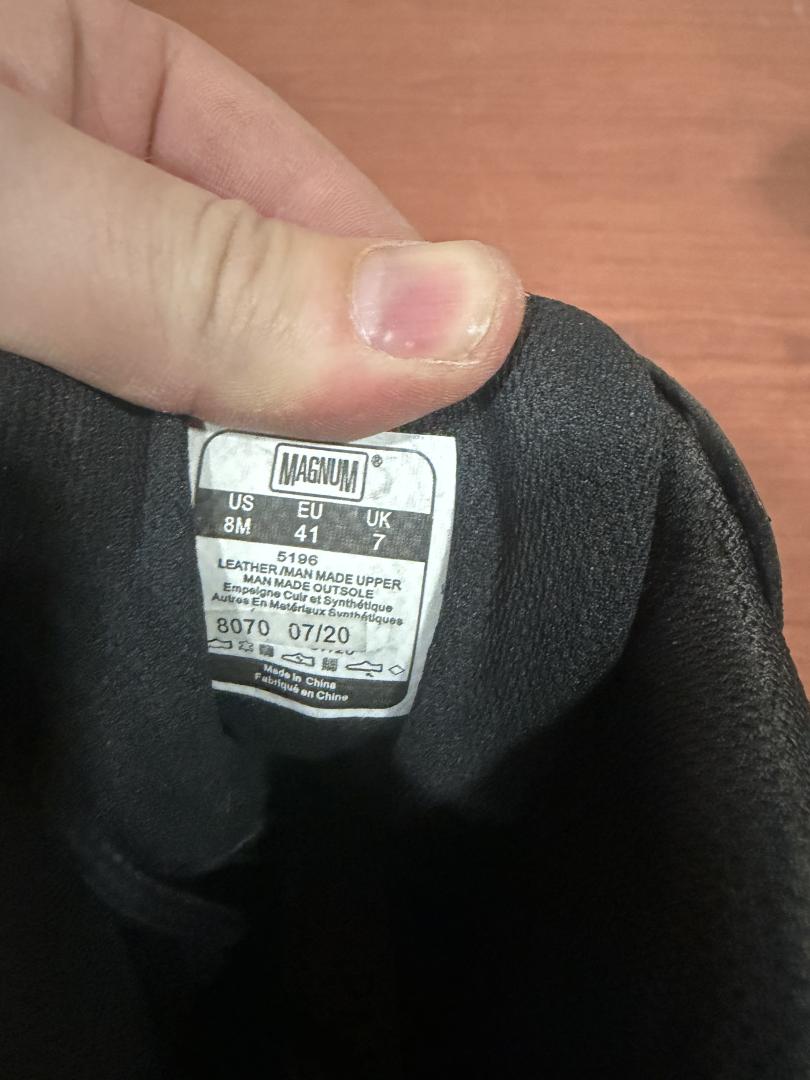 MAGNUM®
US EU UK
8M 41 7
5196
LEATHER/MAN MADE UPPER
MAN MADE OUTSOLE
Empeigne Cuir et Synthétique
Autres En Matériaux Synthétiques
8070 07/20
Made in China
Fabriqué en Chine